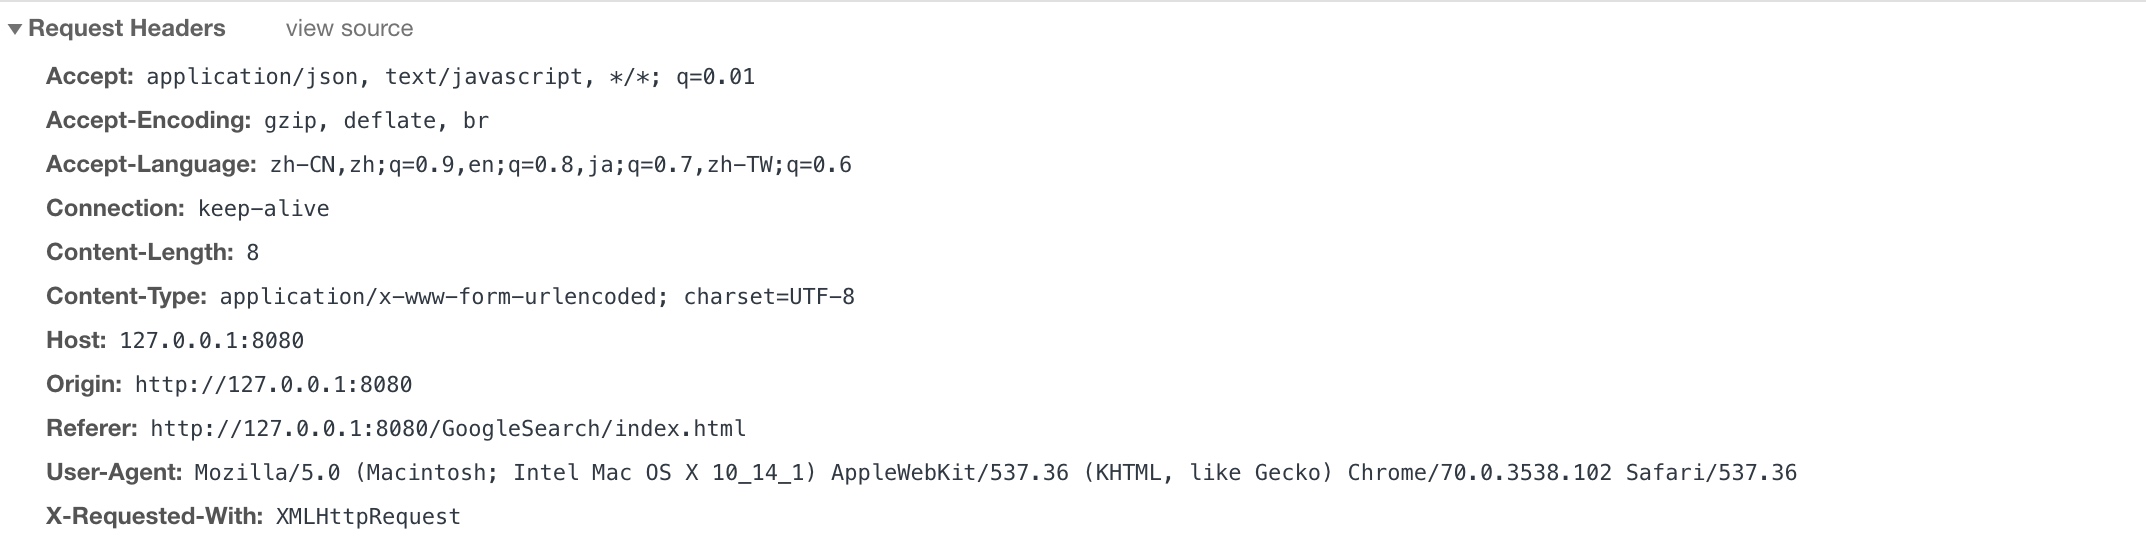 Request Headers view source
Accept: application/json, text/javascript, */*; q=0.01
Accept-Encoding: gzip, deflate, br
Accept-Language: zh-CN,zh;q=0.9,en;q=0.8,ja;q=0.7,zh-TW;q=0.6
Connection: keep-alive
Content-Length: 8
Content-Type: application/x-www-form-urlencoded; charset=UTF-8
Host: 127.0.0.1:8080
Origin: http://127.0.0.1:8080
Referer: http://127.0.0.1:8080/GoogleSearch/index.html
User-Agent: Mozilla/5.0 (Macintosh; Intel Mac OS X 10_14_1) AppleWebKit/537.36 (KHTML, like Gecko) Chrome/70.0.3538.102 Safari/537.36
X-Requested-With: XMLHttpRequest